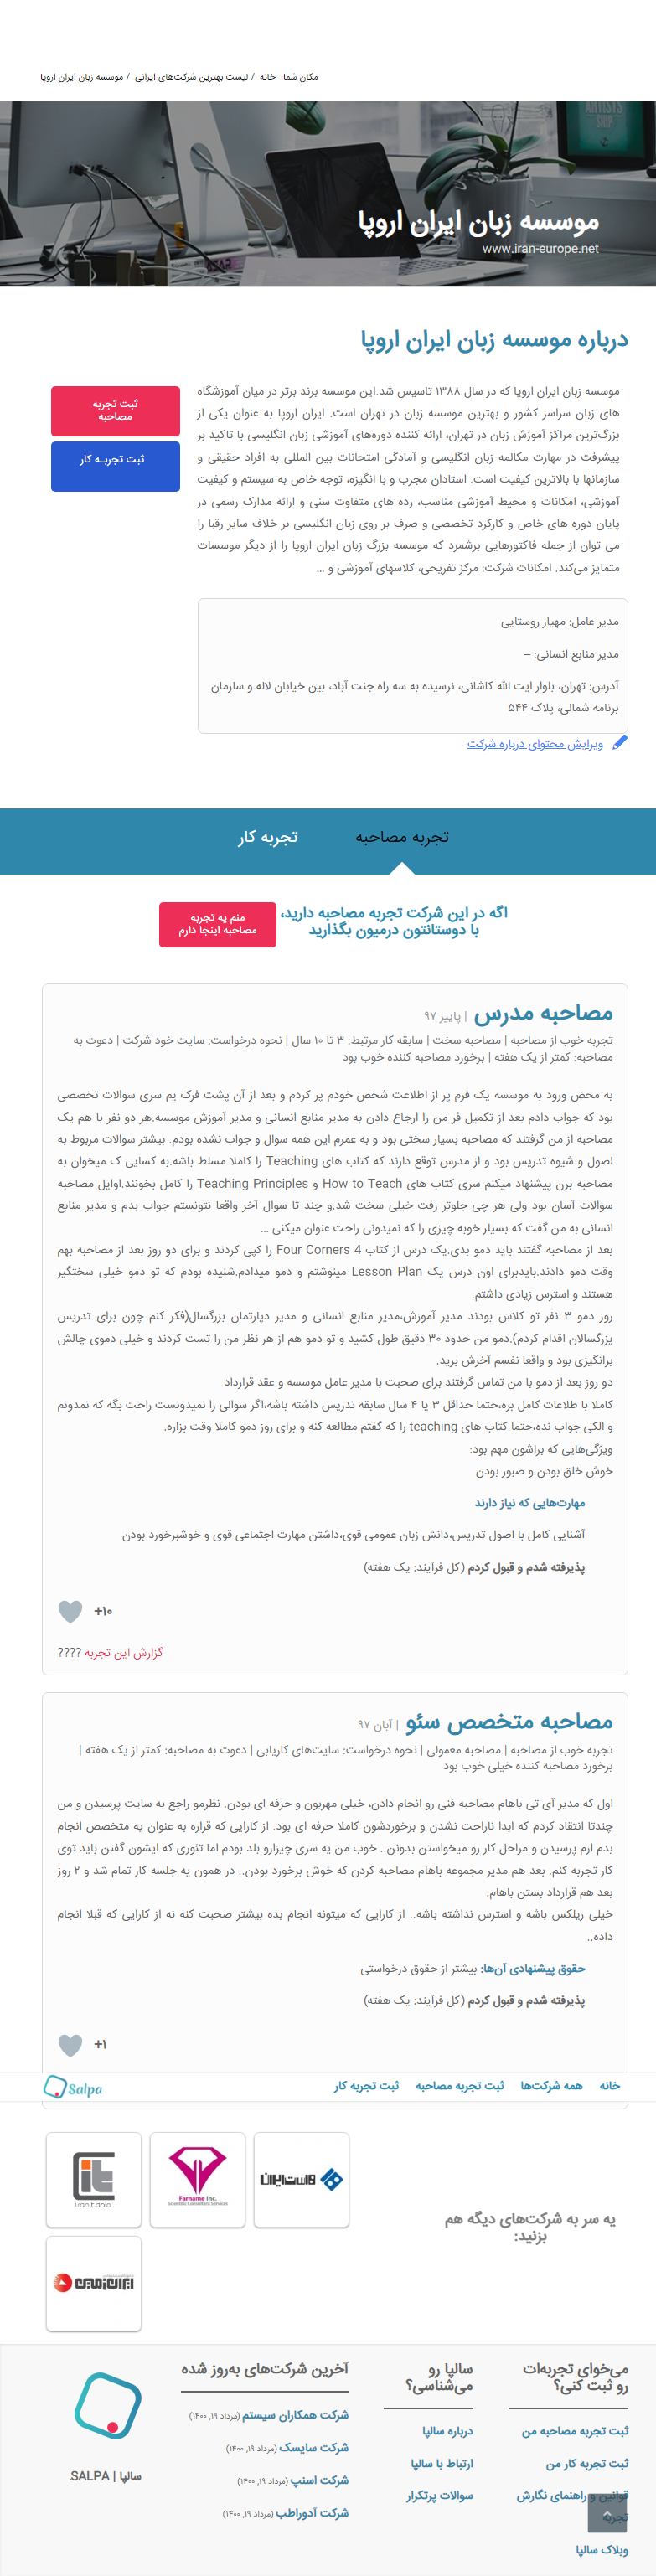 مکان شما: خانه / لیست بهترین شرکت‌های ایرانی / موسسه زبان ایران اروپا
ARTISTS
SHIP
موسسه زبان ایران اروپا
www.iran-europe.net
درباره موسسه زبان ایران اروپا
موسسه زبان ایران اروپا که در سال ۱۳۸۸ تاسیس شد.این موسسه برند برتر در میان آموزشگاه
های زبان سراسر کشور و بهترین موسسه زبان در تهران است. ایران اروپا به عنوان یکی از
بزرگ‌ترین مراکز آموزش زبان در تهران، ارائه کننده دوره‌های آموزشی زبان انگلیسی با تاکید بر
پیشرفت در مهارت مکالمه زبان انگلیسی و آمادگی امتحانات بین المللی به افراد حقیقی و
سازمانها با بالاترین کیفیت است. استادان مجرب و با انگیزه، توجه خاص به سیستم و کیفیت
آموزشی، امکانات و محیط آموزشی مناسب، رده های متفاوت سنی و ارائه مدارک رسمی در
پایان دوره های خاص و کارکرد تخصصی و صرف بر روی زبان انگلیسی بر خلاف سایر رقبا را
می توان از جمله فاکتورهایی برشمرد که موسسه بزرگ زبان ایران اروپا را از دیگر موسسات
متمایز می‌کند. امکانات شرکت: مرکز تفریحی، کلاسهای آموزشی و …
ثبت تجربه
مصاحبه
ثبت تجربـه کار
مدیر عامل: مهیار روستایی
مدیر منابع انسانی: –
آدرس: تهران، بلوار ایت الله کاشانی، نرسیده به سه راه جنت آباد، بین خیابان لاله و سازمان
برنامه شمالی، پلاک ۵۴۴
ویرایش محتوای درباره شرکت
تجربه مصاحبه
تجربه کار
اگه در این شرکت تجربه مصاحبه دارید،
با دوستانتون درمیون بگذارید
منم یه تجربه
مصاحبه اینجا دارم
مصاحبه مدرس | پاییز ۹۷
تجربه خوب از مصاحبه | مصاحبه سخت | سابقه کار مرتبط: ۳ تا ۱۰ سال | نحوه درخواست: سایت خود شرکت | دعوت به
مصاحبه: کمتر از یک هفته | برخورد مصاحبه کننده خوب بود
به محض ورود به موسسه یک فرم پر از اطلاعت شخص خودم پر کردم و بعد از آن پشت فرک یم سری سوالات تخصصی
بود که جواب دادم بعد از تکمیل فر من را ارجاع دادن به مدیر منابع انسانی و مدیر آموزش موسسه.هر دو نفر با هم یک
مصاحبه از من گرفتند که مصاحبه بسیار سختی بود و به عمرم این همه سوال و جواب نشده بودم. بیشتر سوالات مربوط به
لصول و شیوه تدریس بود و از مدرس توقع دارند که کتاب های Teaching را کاملا مسلط باشه.به کسایی ک میخوان به
مصاحبه برن پیشنهاد میکنم سری کتاب های How to Teach و Teaching Principles را کامل بخونند.اوایل مصاحبه
سوالات آسان بود ولی هر چی جلوتر رفت خیلی سخت شد.و چند تا سوال آخر واقعا نتونستم جواب بدم و مدیر منابع
انسانی به من گفت که بسیلر خوبه چیزی را که نمیدونی راحت عنوان میکنی …
بعد از مصاحبه گفتند باید دمو بدی.یک درس از کتاب Four Corners 4 را کپی کردند و برای دو روز بعد از مصاحبه بهم
وقت دمو دادند.بایدبرای اون درس یک Lesson Plan مینوشتم و دمو میدادم.شنیده بودم که تو دمو خیلی سختگیر
هستند و استرس زیادی داشتم.
روز دمو ۳ نفر تو کلاس بودند مدیر آموزش،مدیر منابع انسانی و مدیر دپارتمان بزرگسال(فکر کنم چون برای تدریس
یزرگسالان اقدام کردم).دمو من حدود ۳۰ دقیق طول کشید و تو دمو هم از هر نظر من را تست کردند و خیلی دموی چالش
برانگیزی بود و واقعا نفسم آخرش برید.
دو روز بعد از دمو با من تماس گرفتند برای صحبت با مدیر عامل موسسه و عقد قرارداد
کاملا با طلاعات کامل بره،حتما حداقل ۳ یا ۴ سال سابقه تدریس داشته باشه،اگر سوالی را نمیدونست راحت بگه که نمدونم
و الکی جواب نده،حتما کتاب های teaching را که گفتم مطالعه کنه و برای روز دمو کاملا وقت بزاره.
ویژگی‌هایی که براشون مهم بود:
خوش خلق بودن و صبور بودن
مهارت‌هایی که نیاز دارند
آشنایی کامل با اصول تدریس،دانش زبان عمومی قوی،داشتن مهارت اجتماعی قوی و خوشبرخورد بودن
پذیرفته شدم و قبول کردم (کل فرآیند: یک هفته)
+۱۰
گزارش این تجربه ????
مصاحبه متخصص سئو | آبان ۹۷
تجربه خوب از مصاحبه | مصاحبه معمولی | نحوه درخواست: سایت‌های کاریابی | دعوت به مصاحبه: کمتر از یک هفته |
برخورد مصاحبه کننده خیلی خوب بود
اول که مدیر آی تی باهام مصاحبه فنی رو انجام دادن، خیلی مهربون و حرفه ای بودن. نظرمو راجع به سایت پرسیدن و من
چندتا انتقاد کردم که ابدا ناراحت نشدن و برخوردشون کاملا حرفه ای بود. از کارایی که قراره به عنوان یه متخصص انجام
بدم ازم پرسیدن و مراحل کار رو میخواستن بدونن.. خوب من یه سری چیزارو بلد بودم اما تئوری که ایشون گفتن باید توی
کار تجربه کنم. بعد هم مدیر مجموعه باهام مصاحبه کردن که خوش برخورد بودن.. در همون یه جلسه کار تمام شد و ۲ روز
بعد هم قرارداد بستن باهام.
خیلی ریلکس باشه و استرس نداشته باشه.. از کارایی که میتونه انجام بده بیشتر صحبت کنه نه از کارایی که قبلا انجام
داده..
حقوق پیشنهادی آن‌ها: بیشتر از حقوق درخواستی
پذیرفته شدم و قبول کردم (کل فرآیند: یک هفته)
+۱
خانه
همه شرکت‌ها
ثبت تجربه مصاحبه
ثبت تجربه کار
Salpa
یه سر به شرکت‌های دیگه هم
بزنید:
Farname Inc.
Scientific Consultant Services
ایران زمین
می‌خوای تجربه‌ات
رو ثبت کنی؟
ثبت تجربه مصاحبه من
ثبت تجربه کار من
قوانین و راهنمای نگارش
تجربه
وبلاگ سالپا
سالپا رو
می‌شناسی؟
درباره سالپا
ارتباط با سالپا
سوالات پرتکرار
آخرین شرکت‌های به‌روز شده
شرکت همکاران سیستم (مرداد ۱۹, ۱۴۰۰)
شرکت سایسک (مرداد ۱۹, ۱۴۰۰)
شرکت اسنپ (مرداد ۱۹, ۱۴۰۰)
شرکت آدوراطب (مرداد ۱۹, ۱۴۰۰)
سالپا | SALPA